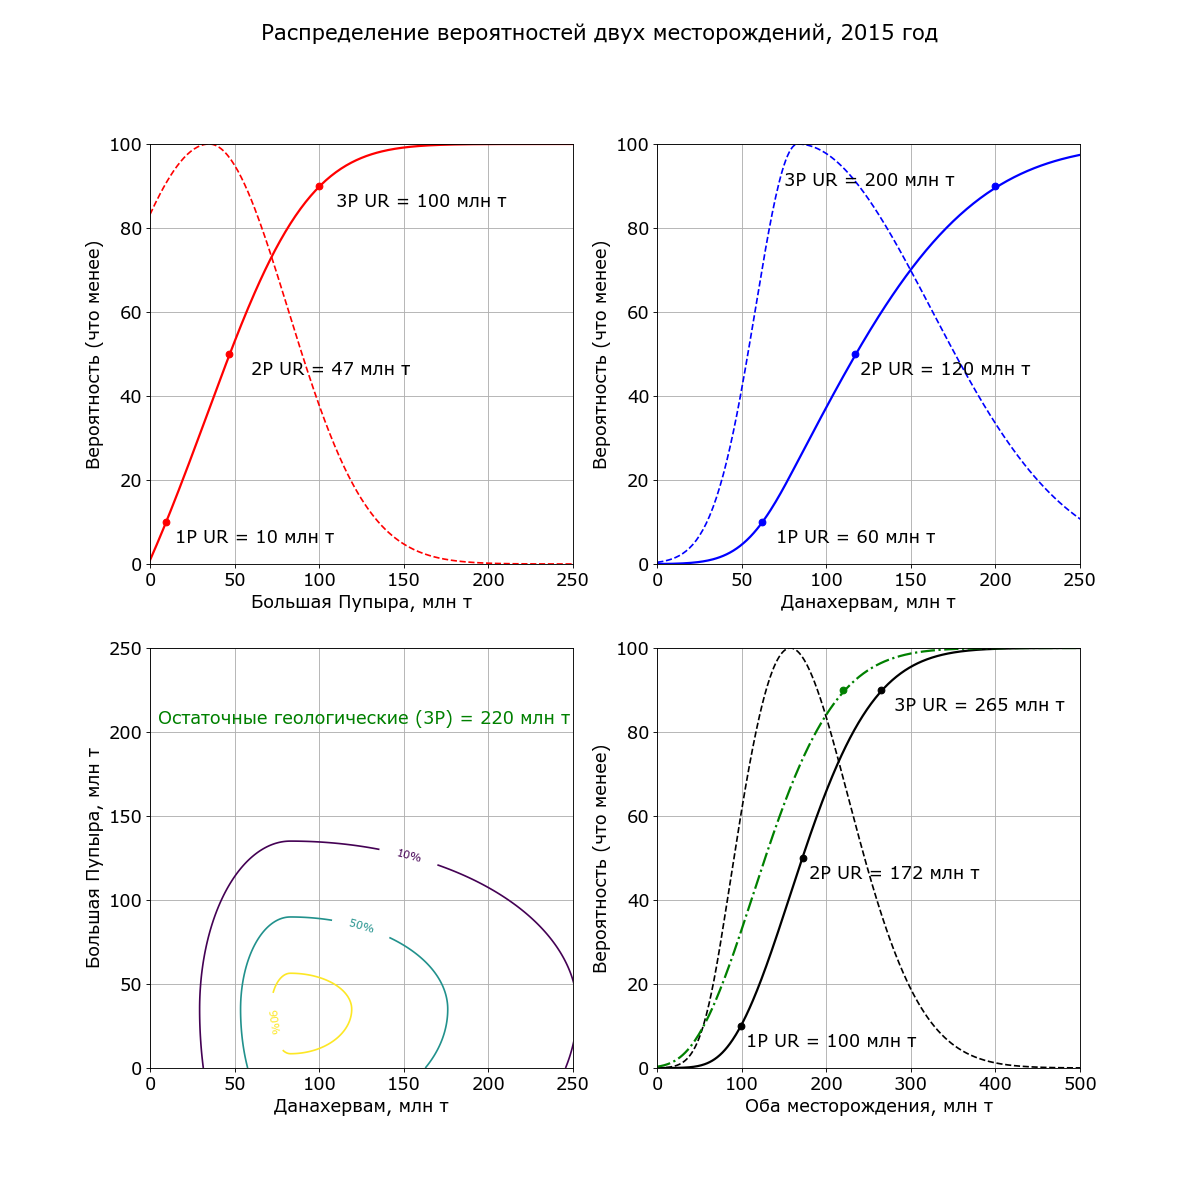 Распределение вероятностей двух месторождений, 2015 год
Вероятность (что менее)
100
80
60
40
20
0
3P UR = 100 млн т
2P UR = 47 млн т
1P UR = 10 млн т
0 50 100 150 200 250
Большая Пупыра, млн т
Вероятность (что менее)
100
80
60
40
20
0
3P UR = 200 млн т
2P UR = 120 млн т
1P UR = 60 млн т
0 50 100 150 200 250
Данахервам, млн т
Большая Пупыра, млн т
250
200
150
100
50
0
Остаточные геологические (3P) = 220 млн т
10%
50%
90%
0 50 100 150 200 250
Данахервам, млн т
Вероятность (что менее)
100
80
60
40
20
0
3P UR = 265 млн т
2P UR = 172 млн т
1P UR = 100 млн т
0 100 200 300 400 500
Оба месторождения, млн т